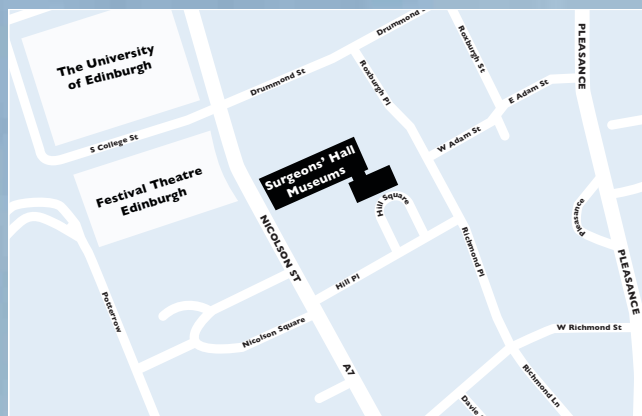 The University
of Edinburgh
S College St
Drummond St
Drummond
Roxburgh Pl
Roxburgh St
E Adam St
W Adam St
PLEASANCE
Surgeons' Hall
Museums
Hill
Square
Festival Theatre
Edinburgh
NICOLSON ST
Hill Pl
Nicolson Square
Potterrow
A7
Richmond Pl
Pleasance
PLEASANCE
W Richmond St
Richmond Ln
Davie